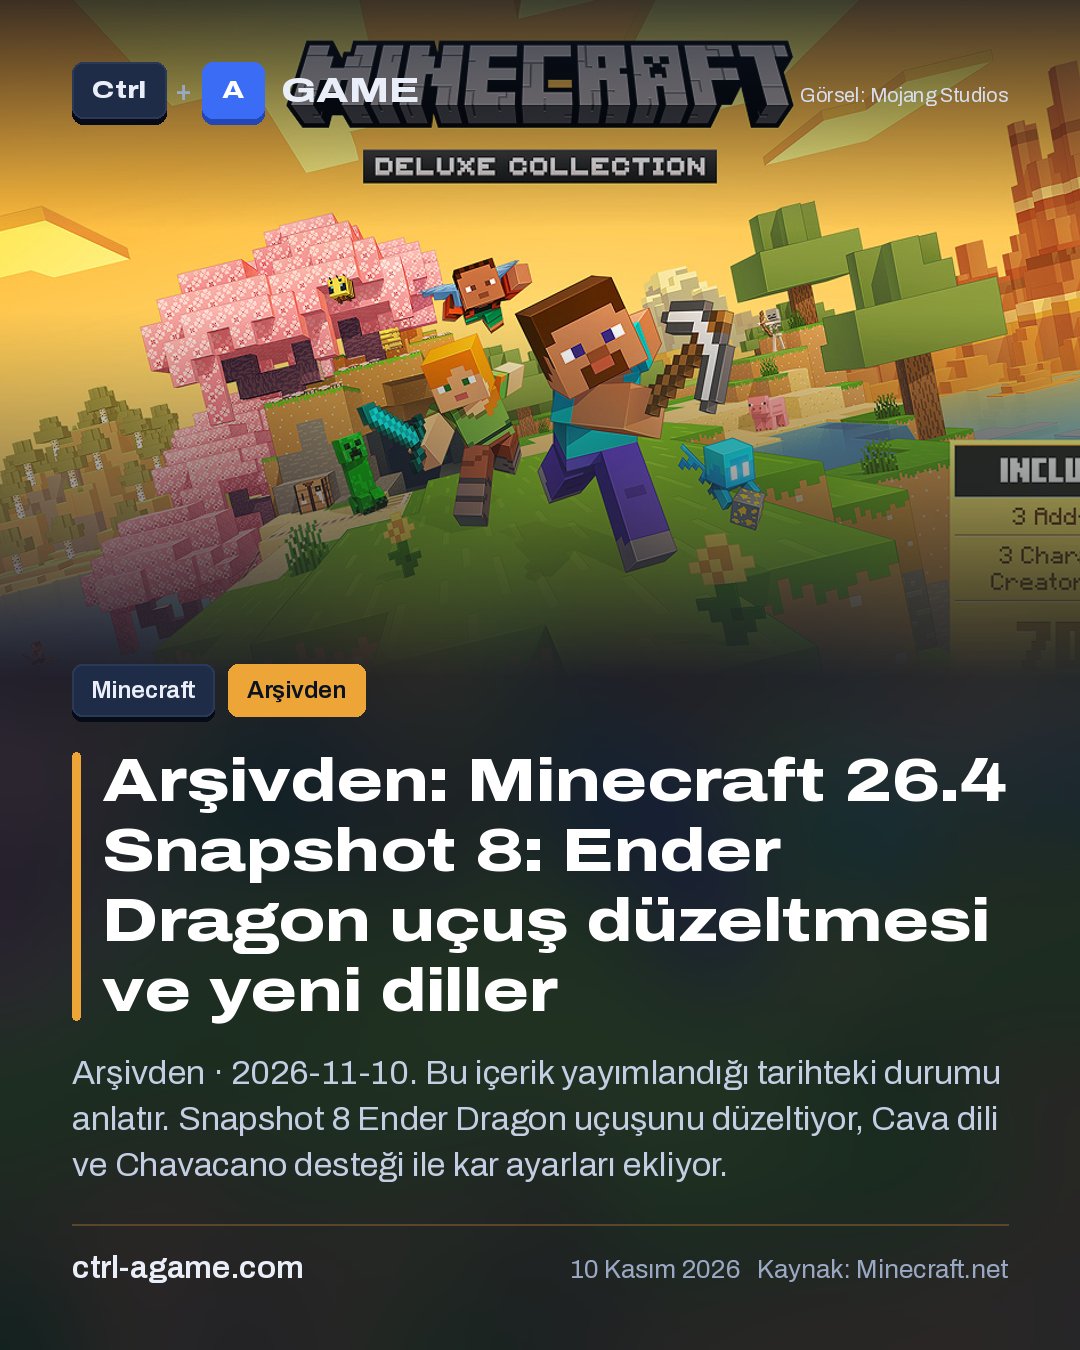 Ctrl + A GAME
MINECRAFT
Görsel: Mojang Studios
DELUXE COLLECTION
INCLU
3 Add-
3 Char
Creator
Minecraft
Arşivden
Arşivden: Minecraft 26.4
Snapshot 8: Ender
Dragon uçuş düzeltmesi
ve yeni diller
Arşivden · 2026-11-10. Bu içerik yayımlandığı tarihteki durumu
anlatır. Snapshot 8 Ender Dragon uçuşunu düzeltiyor, Cava dili
ve Chavacano desteği ile kar ayarları ekliyor.
ctrl-agame.com
10 Kasım 2026 Kaynak: Minecraft.net